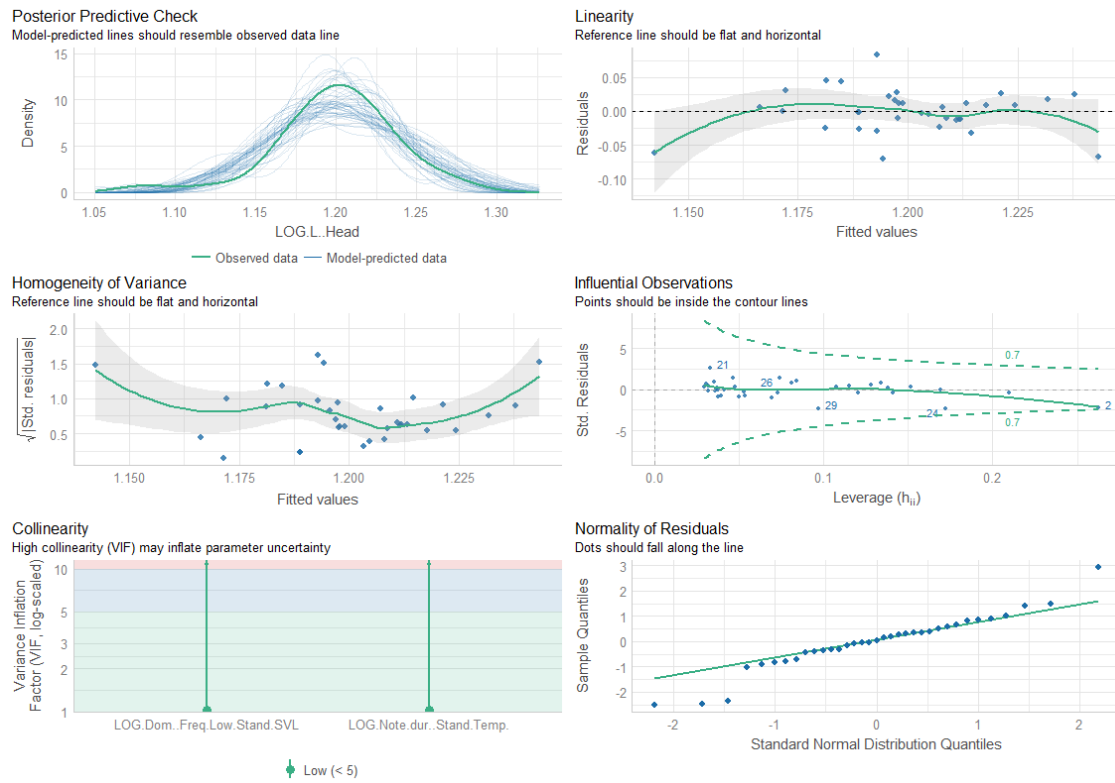 Posterior Predictive Check
Model-predicted lines should resemble observed data line
15
10
5
0
Density
1.05 1.10 1.15 1.20 1.25 1.30
LOG.L..Head
Observed data Model-predicted data
Linearity
Reference line should be flat and horizontal
0.05
0.00
-0.05
-0.10
Residuals
1.150 1.175 1.200 1.225
Fitted values
Homogeneity of Variance
Reference line should be flat and horizontal
2.0
1.5
1.0
0.5
√|Std. residuals|
1.150 1.175 1.200 1.225
Fitted values
Influential Observations
Points should be inside the contour lines
5
0
-5
Std. Residuals
0.7
21
26
29
24
2
0.7
0.0 0.1 0.2
Leverage (hii)
Collinearity
High collinearity (VIF) may inflate parameter uncertainty
10
5
3
2
1
Variance Inflation
Factor (VIF, log-scaled)
LOG.Dom..Freq.Low.Stand.SVL LOG.Note.dur..Stand.Temp.
Low (< 5)
Normality of Residuals
Dots should fall along the line
3
2
1
0
-1
-2
Sample Quantiles
-2 -1 0 1 2
Standard Normal Distribution Quantiles